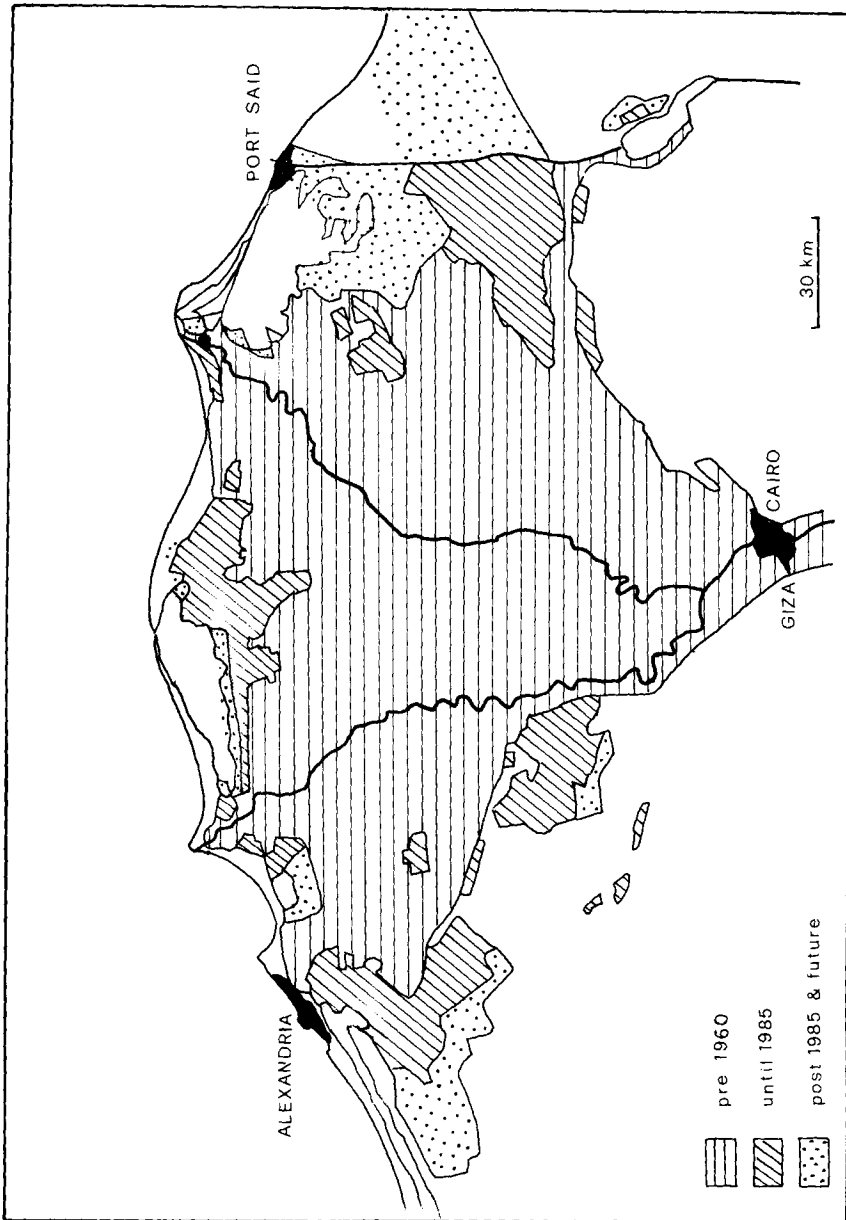 PORT SAID
ALEXANDRIA
CAIRO
GIZA
30 km
pre 1960
until 1985
post 1985 & future